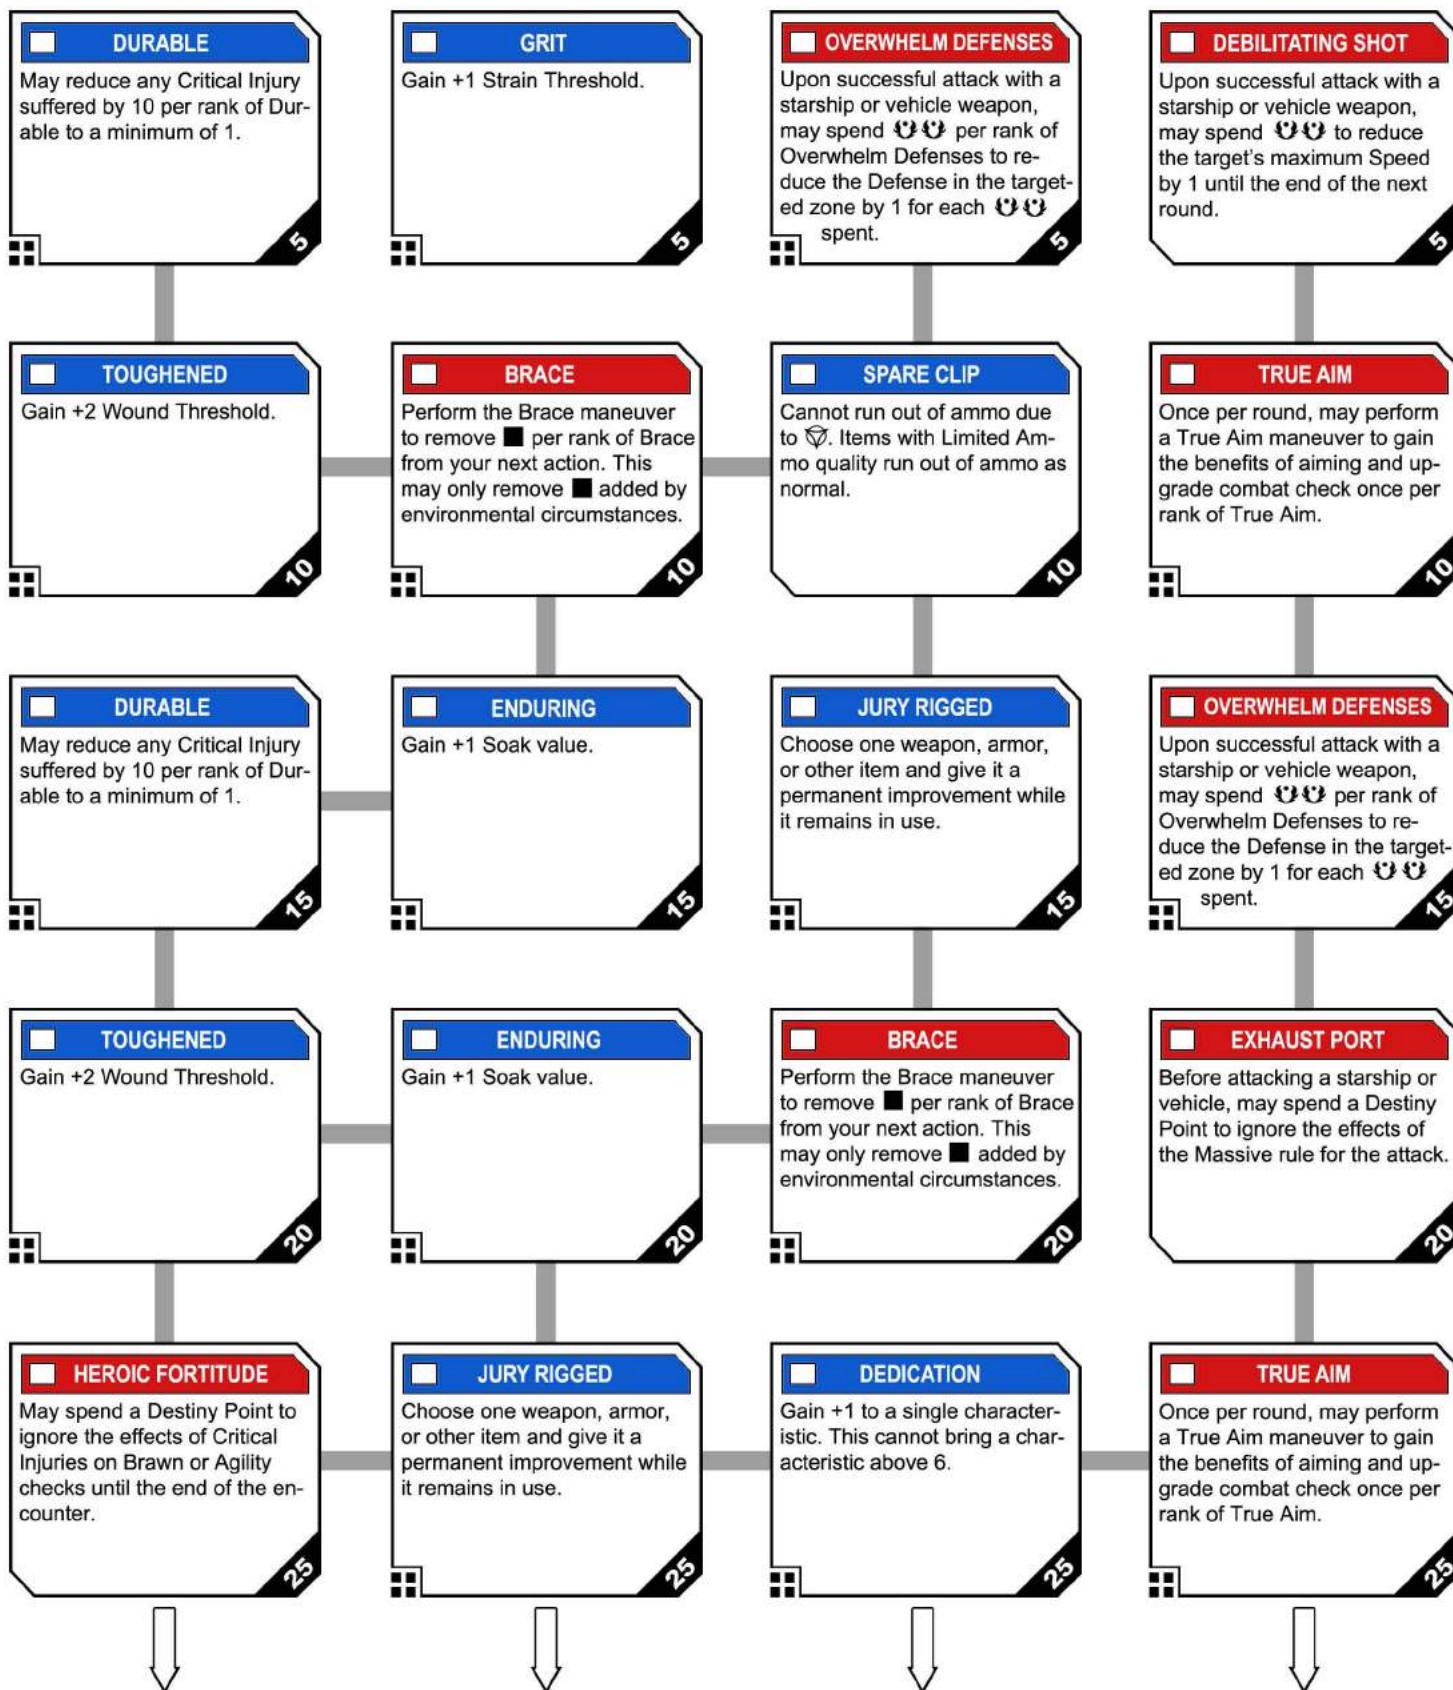 DURABLE
May reduce any Critical Injury
suffered by 10 per rank of Dur-
able to a minimum of 1.
5
GRIT
Gain +1 Strain Threshold.
5
OVERWHELM DEFENSES
Upon successful attack with a
starship or vehicle weapon,
may spend per rank of
Overwhelm Defenses to re-
duce the Defense in the target-
ed zone by 1 for each
spent.
5
DEBILITATING SHOT
Upon successful attack with a
starship or vehicle weapon,
may spend to reduce
the target's maximum Speed
by 1 until the end of the next
round.
5
TOUGHENED
Gain +2 Wound Threshold.
10
BRACE
Perform the Brace maneuver
to remove ■ per rank of Brace
from your next action. This
may only remove ■ added by
environmental circumstances.
10
SPARE CLIP
Cannot run out of ammo due
to . Items with Limited Am-
mo quality run out of ammo as
normal.
10
TRUE AIM
Once per round, may perform
a True Aim maneuver to gain
the benefits of aiming and up-
grade combat check once per
rank of True Aim.
10
DURABLE
May reduce any Critical Injury
suffered by 10 per rank of Dur-
able to a minimum of 1.
15
ENDURING
Gain +1 Soak value.
15
JURY RIGGED
Choose one weapon, armor,
or other item and give it a
permanent improvement while
it remains in use.
15
OVERWHELM DEFENSES
Upon successful attack with a
starship or vehicle weapon,
may spend per rank of
Overwhelm Defenses to re-
duce the Defense in the target-
ed zone by 1 for each
spent.
15
TOUGHENED
Gain +2 Wound Threshold.
20
ENDURING
Gain +1 Soak value.
20
BRACE
Perform the Brace maneuver
to remove ■ per rank of Brace
from your next action. This
may only remove ■ added by
environmental circumstances.
20
EXHAUST PORT
Before attacking a starship or
vehicle, may spend a Destiny
Point to ignore the effects of
the Massive rule for the attack.
20
HEROIC FORTITUDE
May spend a Destiny Point to
ignore the effects of Critical
Injuries on Brawn or Agility
checks until the end of the en-
counter.
25
JURY RIGGED
Choose one weapon, armor,
or other item and give it a
permanent improvement while
it remains in use.
25
DEDICATION
Gain +1 to a single character-
istic. This cannot bring a char-
acteristic above 6.
25
TRUE AIM
Once per round, may perform
a True Aim maneuver to gain
the benefits of aiming and up-
grade combat check once per
rank of True Aim.
25